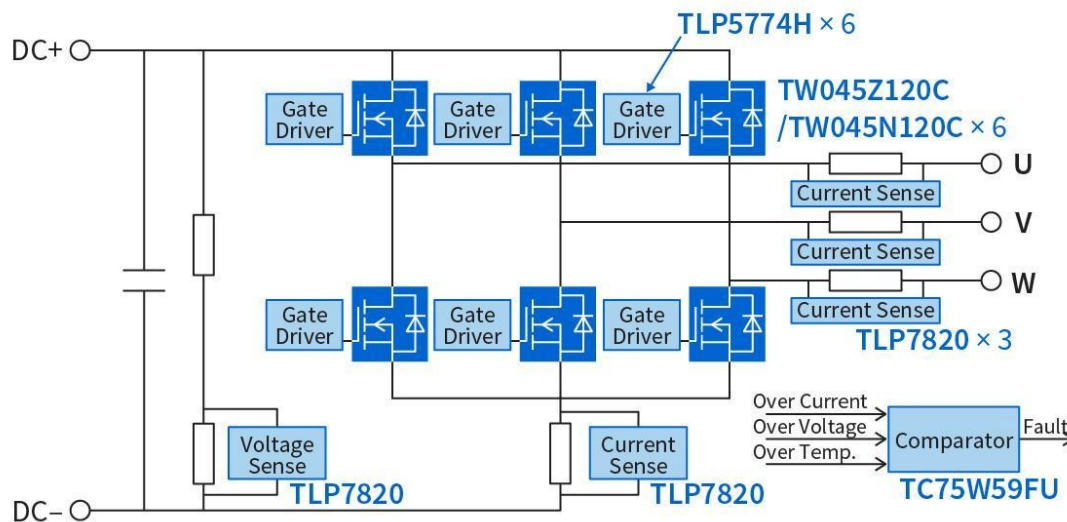 TLP5774H × 6
DC+
Gate
Driver
Gate
Driver
Gate
Driver
TW045Z120C
/TW045N120C × 6
U
Current Sense
V
Current Sense
W
Current Sense
TLP7820 × 3
Gate
Driver
Gate
Driver
Gate
Driver
Over Current
Over Voltage
Over Temp.
Comparator
Fault
TC75W59FU
Voltage
Sense
TLP7820
Current
Sense
TLP7820
DC−